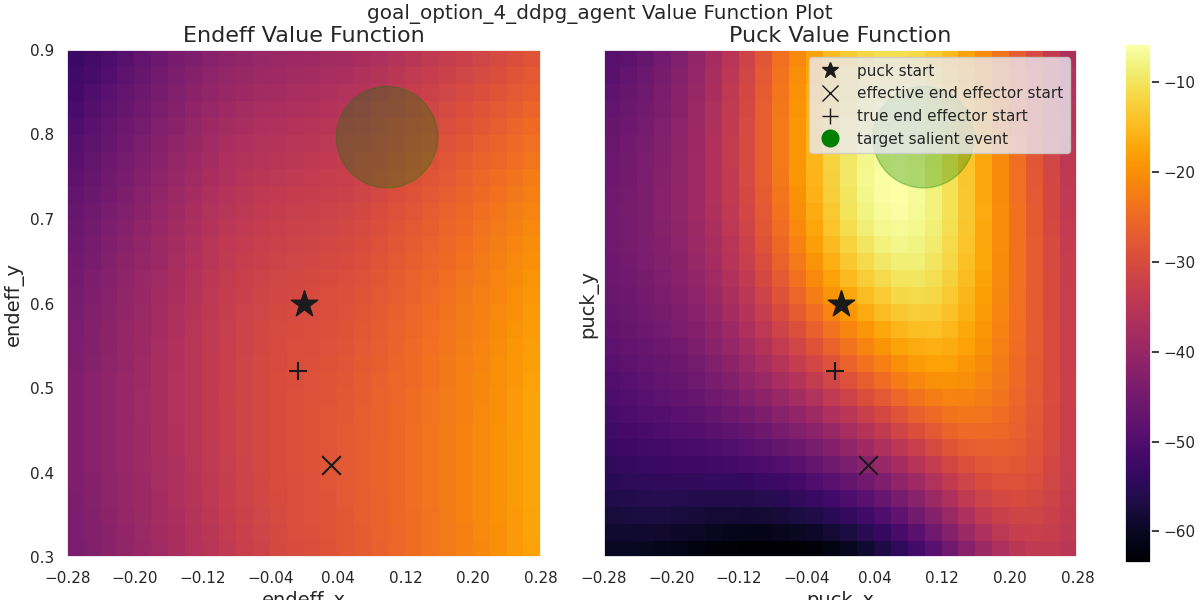 goal_option_4_ddpg_agent Value Function Plot
Endeff Value Function
Puck Value Function
endeff_y
0.9
0.8
0.7
0.6
0.5
0.4
0.3
−0.28 −0.20 −0.12 −0.04 0.04 0.12 0.20 0.28
endeff_x
puck_y
puck start
effective end effector start
true end effector start
target salient event
−0.28 −0.20 −0.12 −0.04 0.04 0.12 0.20 0.28
puck_x
−10
−20
−30
−40
−50
−60